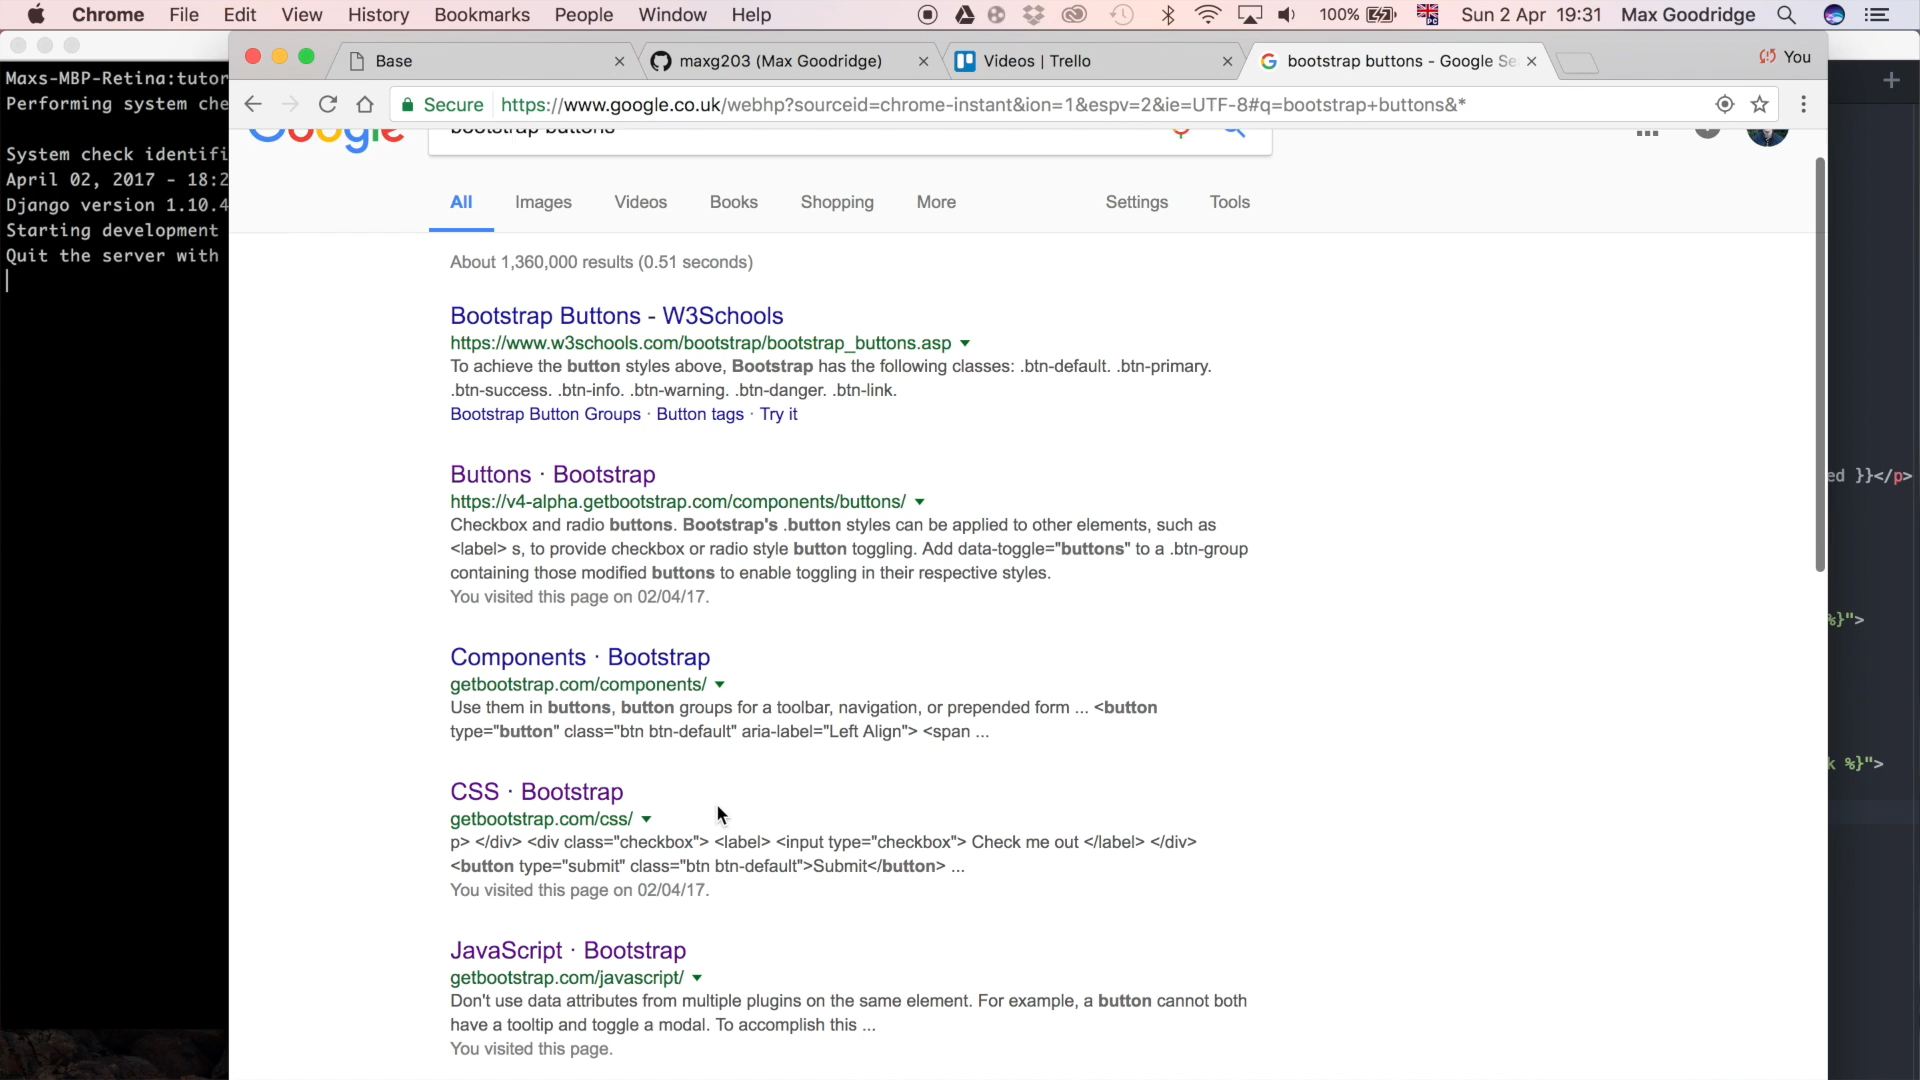 Chrome File Edit View History Bookmarks People Window Help 100% Sun 2 Apr 19:31 Max Goodridge
Base maxg203 (Max Goodridge) Videos | Trello bootstrap buttons - Google Se You
Secure https://www.google.co.uk/webhp?sourceid=chrome-instant&ion=1&espv=2&ie=UTF-8#q=bootstrap+buttons&*
Maxs-MBP-Retina:tutor
Performing system che
System check identifi
April 02, 2017 - 18:2
Django version 1.10.4
Starting development
Quit the server with
Google
bootstrap buttons
All Images Videos Books Shopping More Settings Tools
About 1,360,000 results (0.51 seconds)
Bootstrap Buttons - W3Schools
https://www.w3schools.com/bootstrap/bootstrap_buttons.asp
To achieve the button styles above, Bootstrap has the following classes: .btn-default. .btn-primary.
.btn-success. .btn-info. .btn-warning. .btn-danger. .btn-link.
Bootstrap Button Groups · Button tags · Try it
Buttons · Bootstrap
https://v4-alpha.getbootstrap.com/components/buttons/
Checkbox and radio buttons. Bootstrap's .button styles can be applied to other elements, such as
<label> s, to provide checkbox or radio style button toggling. Add data-toggle="buttons" to a .btn-group
containing those modified buttons to enable toggling in their respective styles.
You visited this page on 02/04/17.
Components · Bootstrap
getbootstrap.com/components/
Use them in buttons, button groups for a toolbar, navigation, or prepended form ... <button
type="button" class="btn btn-default" aria-label="Left Align"> <span ...
CSS · Bootstrap
getbootstrap.com/css/
p> </div> <div class="checkbox"> <label> <input type="checkbox"> Check me out </label> </div>
<button type="submit" class="btn btn-default">Submit</button> ...
You visited this page on 02/04/17.
JavaScript · Bootstrap
getbootstrap.com/javascript/
Don't use data attributes from multiple plugins on the same element. For example, a button cannot both
have a tooltip and toggle a modal. To accomplish this ...
You visited this page.
ed }}</p>
%}">
k %}">